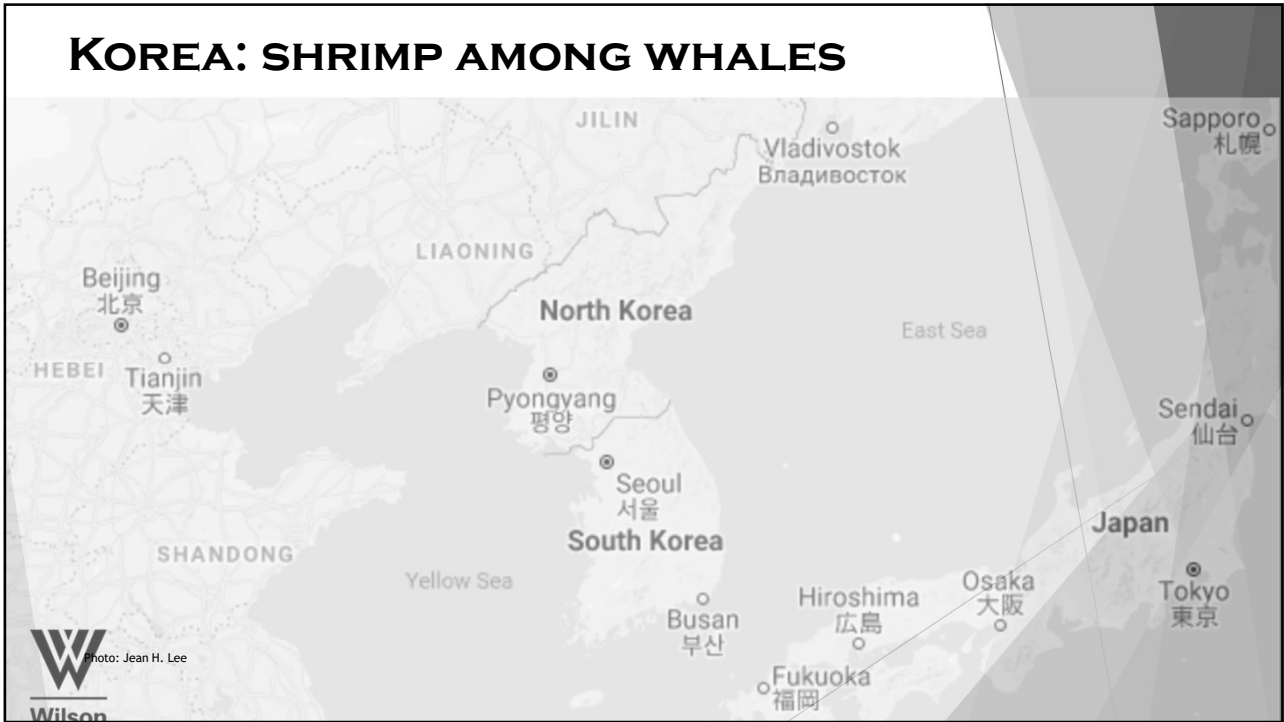 KOREA: SHRIMP AMONG WHALES
JILIN
Vladivostok
Владивосток
Sapporo
札幌
LIAONING
Beijing
北京
North Korea
East Sea
HEBEI
Tianjin
天津
Pyongyang
평양
Sendai
仙台
Seoul
서울
Japan
South Korea
SHANDONG
Yellow Sea
Osaka
大阪
Tokyo
東京
Hiroshima
広島
Busan
부산
Fukuoka
福岡
Photo: Jean H. Lee
Wilson